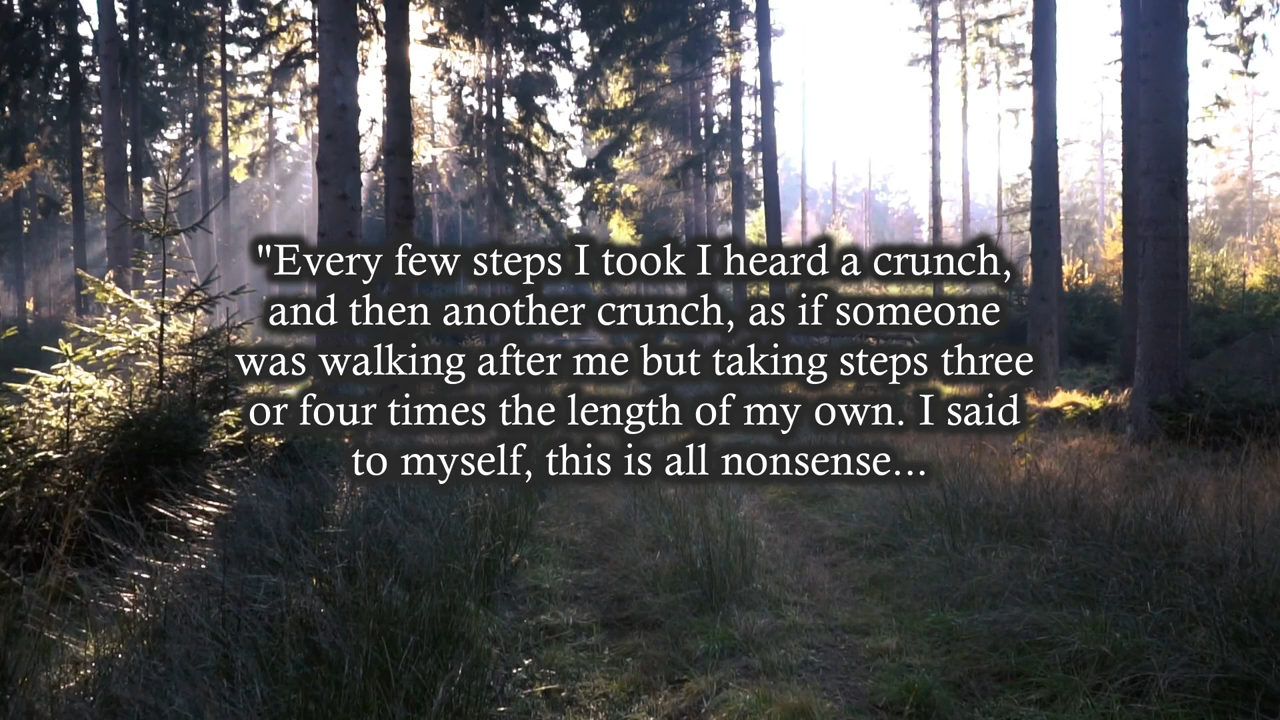 "Every few steps I took I heard a crunch,
and then another crunch, as if someone
was walking after me but taking steps three
or four times the length of my own. I said
to myself, this is all nonsense...